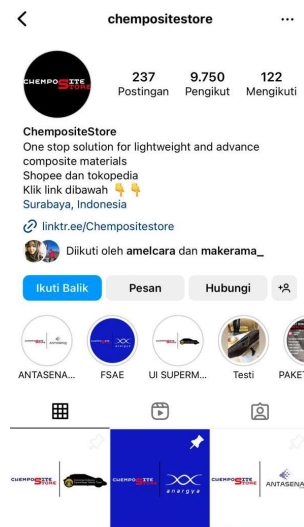 chempositestore
CHEMPOSITE
STORE
237
Postingan
9.750
Pengikut
122
Mengikuti
ChempositeStore
One stop solution for lightweight and advance
composite materials
Shopee dan tokopedia
Klik link dibawah 👇👇
Surabaya, Indonesia
linktr.ee/Chempositestore
Diikuti oleh amelcara dan makerama_
Ikuti Balik
Pesan
Hubungi
ANTASENA...
FSAE
UI SUPERM...
Testi
PAKET
CHEMPOSITE
STORE
CHEMPOSITE
STORE
anargya
CHEMPOSITE
STORE
ANTASENA